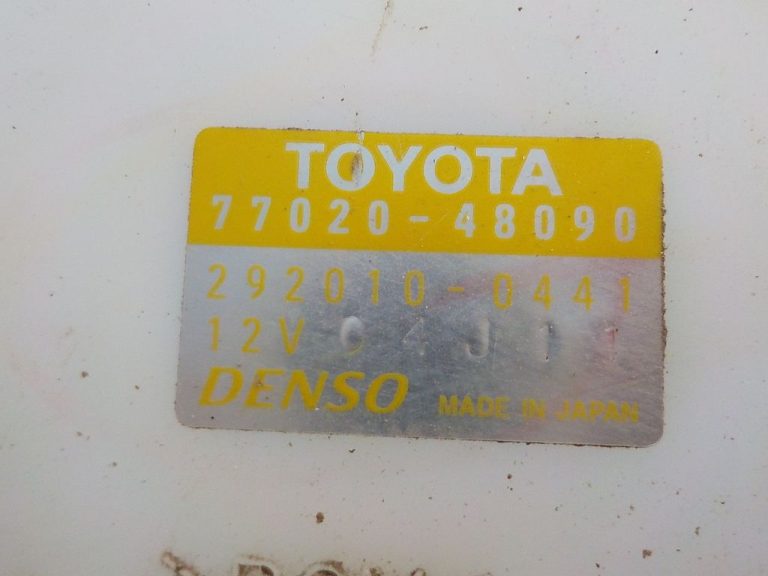 TOYOTA
77020-48090
292010-0441
12V
DENSO MADE IN JAPAN